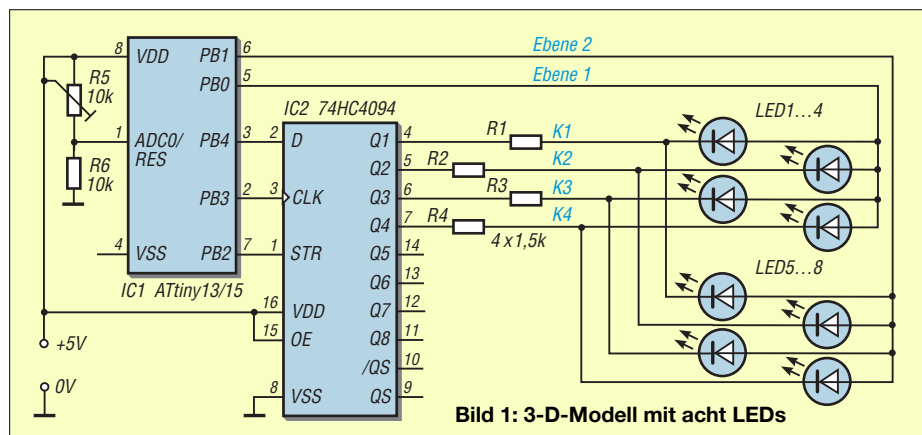 8 VDD PB1 6 Ebene 2
R5 10k
PB0 5 Ebene 1
IC2 74HC4094
LED1...4
1 ADC0/RES PB4 3 2 D Q1 4 R1 K1
R6 10k
Q2 5 R2 K2
PB3 2 3 CLK Q3 6 R3 K3
Q4 7 R4 K4
4 x 1,5k
4 VSS PB2 7 1 STR Q5 14
LED5...8
IC1 ATtiny13/15
Q6 13
16 VDD Q7 12
15 OE Q8 11
+5V
/QS 10
0V
8 VSS QS 9
Bild 1: 3-D-Modell mit acht LEDs